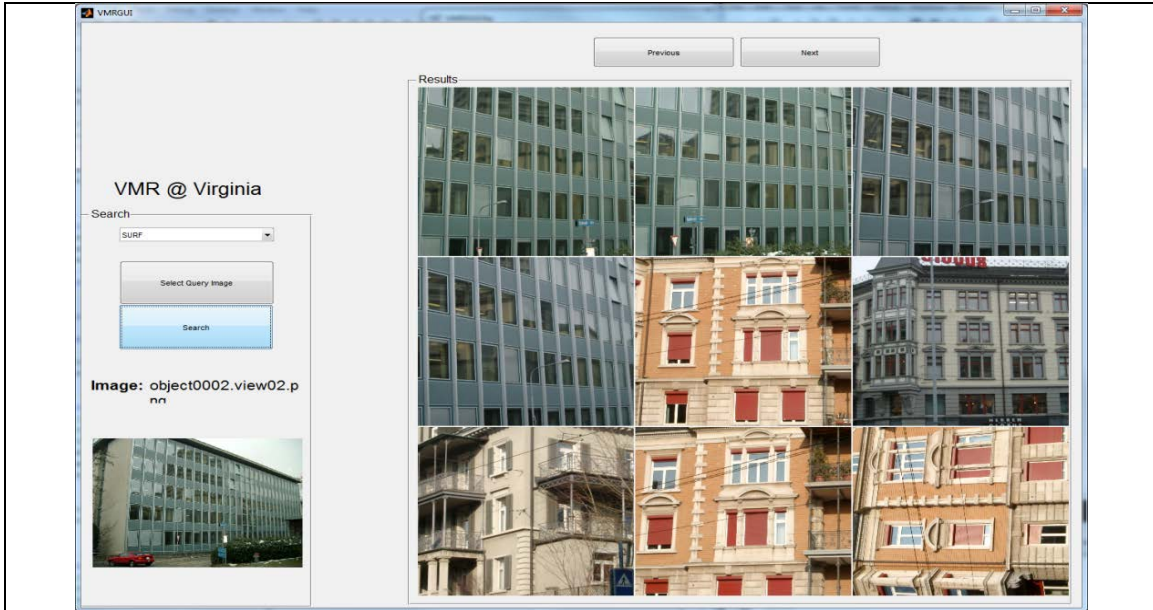 VMRGUI
Previous
Next
Results
VMR @ Virginia
Search
SURF
Select Query Image
Search
Image: object0002.view02.p
ng